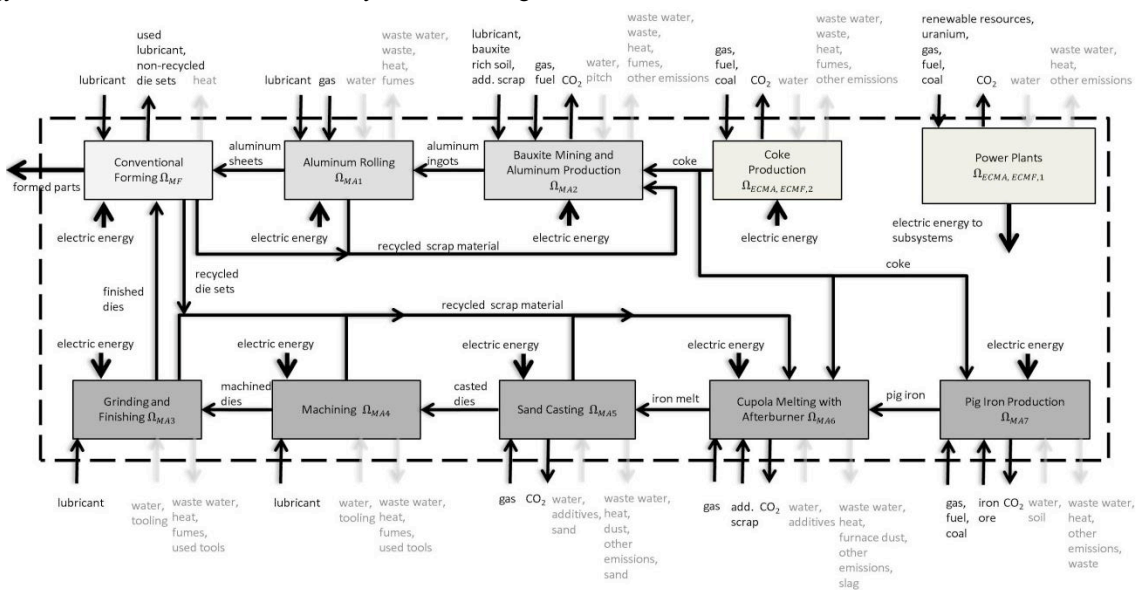 used
lubricant,
non-recycled
die sets
lubricant
heat
lubricant
gas
water
waste water,
waste,
heat,
fumes
lubricant,
bauxite
rich soil,
add. scrap
gas,
fuel
CO2
water,
pitch
waste water,
waste,
heat,
fumes,
other emissions
gas,
fuel,
coal
CO2
water
waste water,
waste,
heat,
fumes,
other emissions
renewable resources,
uranium,
gas,
fuel,
coal
CO2
water
waste water,
heat,
other emissions
formed parts
Conventional
Forming ΩMF
aluminum
sheets
Aluminum Rolling
ΩMA1
aluminum
ingots
Bauxite Mining and
Aluminum Production
ΩMA2
coke
Coke
Production
ΩECMA, ECMF,2
Power Plants
ΩECMA, ECMF,1
electric energy
electric energy
electric energy
electric energy
electric energy to
subsystems
recycled scrap material
finished
dies
recycled
die sets
coke
recycled scrap material
electric energy
electric energy
electric energy
electric energy
electric energy
Grinding and
Finishing ΩMA3
machined
dies
Machining ΩMA4
casted
dies
Sand Casting ΩMA5
iron melt
Cupola Melting with
Afterburner ΩMA6
pig iron
Pig Iron Production
ΩMA7
lubricant
water,
tooling
waste water,
heat,
fumes,
used tools
lubricant
water,
tooling
waste water,
heat,
fumes,
used tools
gas
CO2
water,
additives,
sand
waste water,
heat,
dust,
other
emissions,
sand
gas
add.
scrap
CO2
water,
additives
waste water,
heat,
furnace dust,
other
emissions,
slag
gas,
fuel,
coal
iron
ore
CO2
water,
soil
waste water,
heat,
other
emissions,
waste